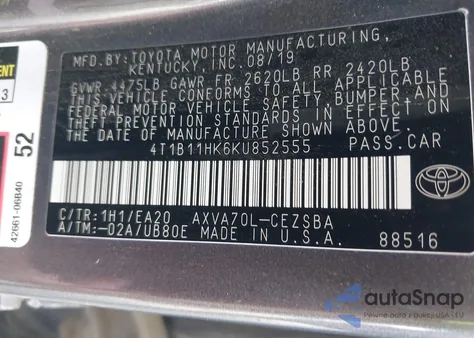 MFD.BY:TOYOTA MOTOR MANUFACTURING,
KENTUCKY, INC.08/19
GVWR 4475LB GAWR FR 2620LB RR 2420LB
THIS VEHICLE CONFORMS TO ALL APPLICABLE
FEDERAL MOTOR VEHICLE SAFETY, BUMPER AND
THEFT PREVENTION STANDARDS IN EFFECT ON
THE DATE OF MANUFACTURE SHOWN ABOVE.
4T1B11HK6KU852555 PASS.CAR
C/TR:1H1/EA20 AXVA70L-CEZSBA
A/TM:-02A/UB80E MADE IN U.S.A. 88516
TOYOTA
52
42661-06B40
3
autoSnap